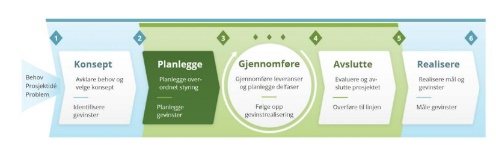 1
2
3
4
5
6
Behov
Prosjektidé
Problem
Konsept
Avklare behov og
velge konsept
Identifisere
gevinster
Planlegge
Planlegge over-
ordnet styring
Planlegge
gevinster
Gjennomføre
Gjennomføre leveranser
og planlegge delfaser
Følge opp
gevinstrealisering
Avslutte
Evaluere og av-
slutte prosjektet
Overføre til linjen
Realisere
Realisere mål og
gevinster
Måle gevinster